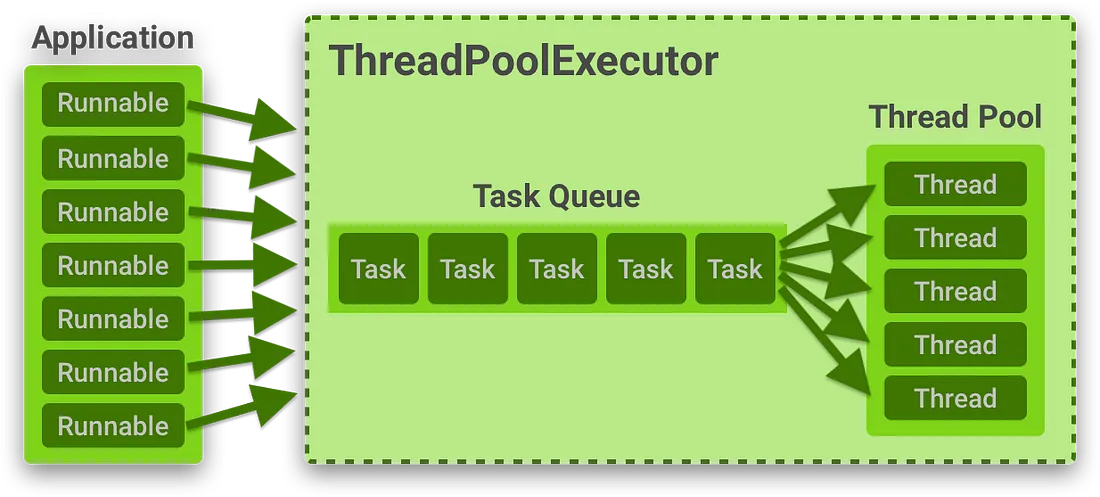 Application
Runnable
Runnable
Runnable
Runnable
Runnable
Runnable
Runnable
ThreadPoolExecutor
Task Queue
Task Task Task Task Task
Thread Pool
Thread
Thread
Thread
Thread
Thread